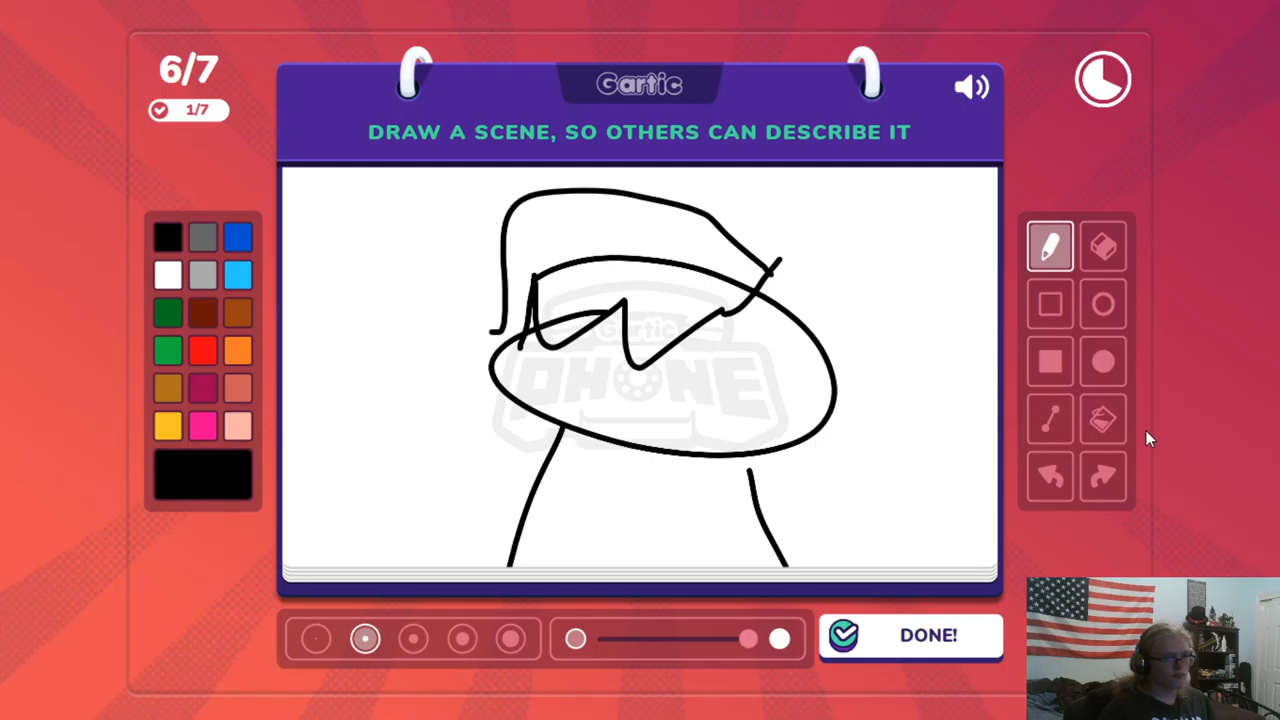 6/7
1/7
Gartic
DRAW A SCENE, SO OTHERS CAN DESCRIBE IT
Gartic
PHONE
DONE!